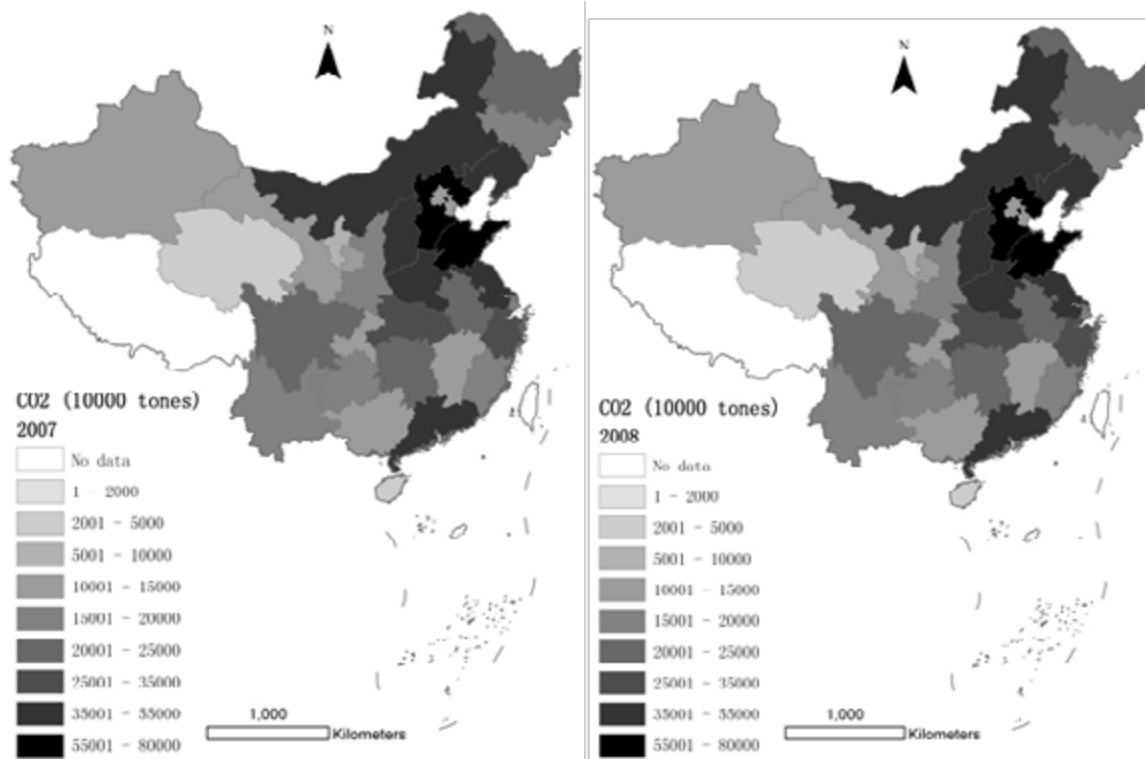 N
CO2 (10000 tones)
2007
No data
1 - 2000
2001 - 5000
5001 - 10000
10001 - 15000
15001 - 20000
20001 - 25000
25001 - 35000
35001 - 55000
55001 - 80000
1,000
Kilometers
N
CO2 (10000 tones)
2008
No data
1 - 2000
2001 - 5000
5001 - 10000
10001 - 15000
15001 - 20000
20001 - 25000
25001 - 35000
35001 - 55000
55001 - 80000
1,000
Kilometers